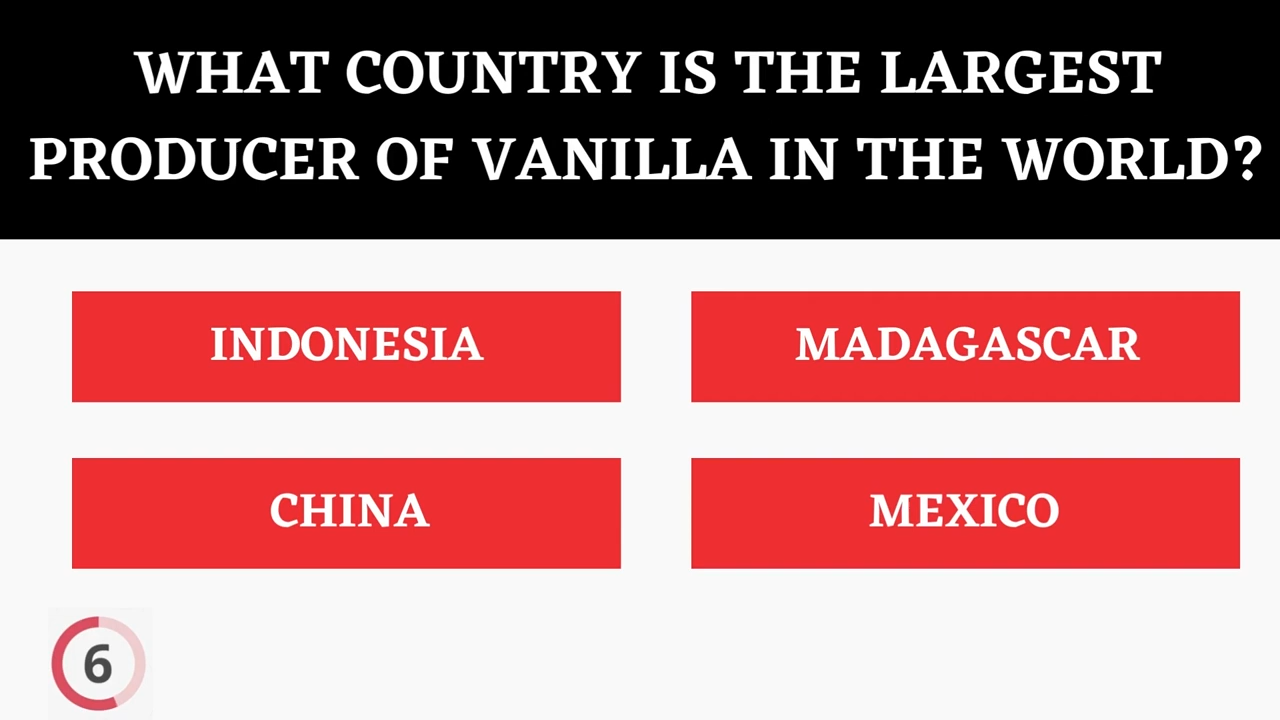 WHAT COUNTRY IS THE LARGEST
PRODUCER OF VANILLA IN THE WORLD?
INDONESIA
MADAGASCAR
CHINA
MEXICO
6